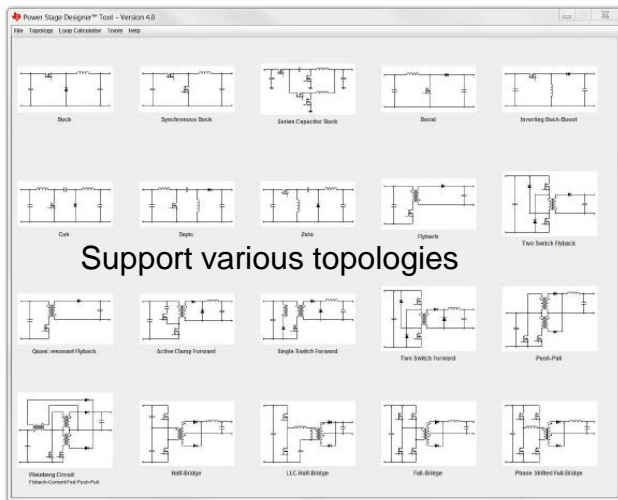 Power Stage Designer™ Tool - Version 4.0
File Topology Loop Calculator Tools Help
Buck
Synchronous Buck
Series Capacitor Buck
Boost
Inverting Buck-Boost
Cuk
Sepic
Zeta
Flyback
Two Switch Flyback
Support various topologies
Quasi-resonant Flyback
Active Clamp Forward
Single Switch Forward
Two Switch Forward
Push-Pull
Weinberg Circuit
Flyback-Current Fed Push-Pull
Half-Bridge
LLC-Half-Bridge
Full-Bridge
Phase Shifted Full-Bridge